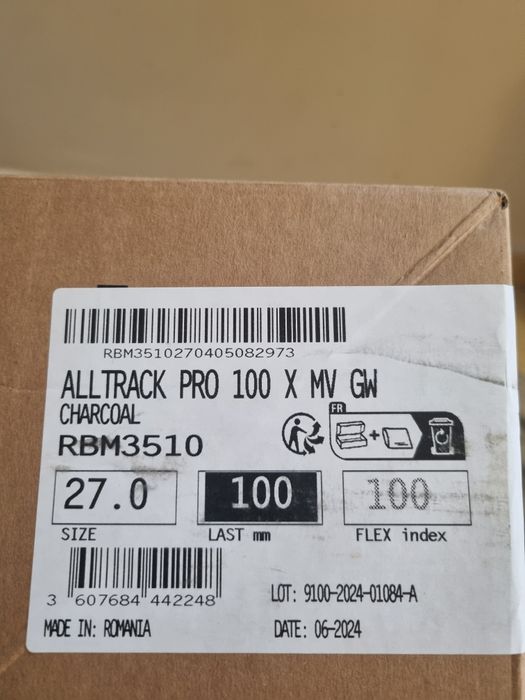 RBM3510270405082973
ALLTRACK PRO 100 X MV GW
CHARCOAL
RBM3510
FR
+
27.0 100 100
SIZE LAST mm FLEX index
3 607684 442248
LOT: 9100-2024-01084-A
MADE IN: ROMANIA DATE: 06-2024